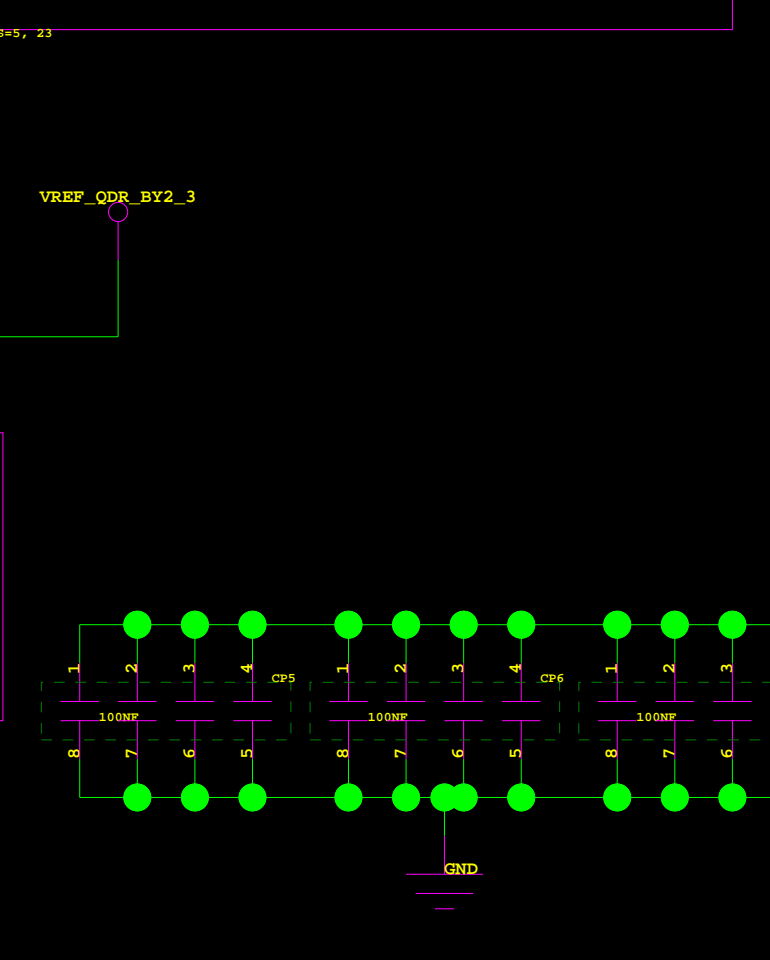 S=5, 23
VREF_QDR_BY2_3
1 2 3 4 1 2 3 4 1 2 3
CP5 CP6
100NF 100NF 100NF
8 7 6 5 8 7 6 5 8 7 6
GND